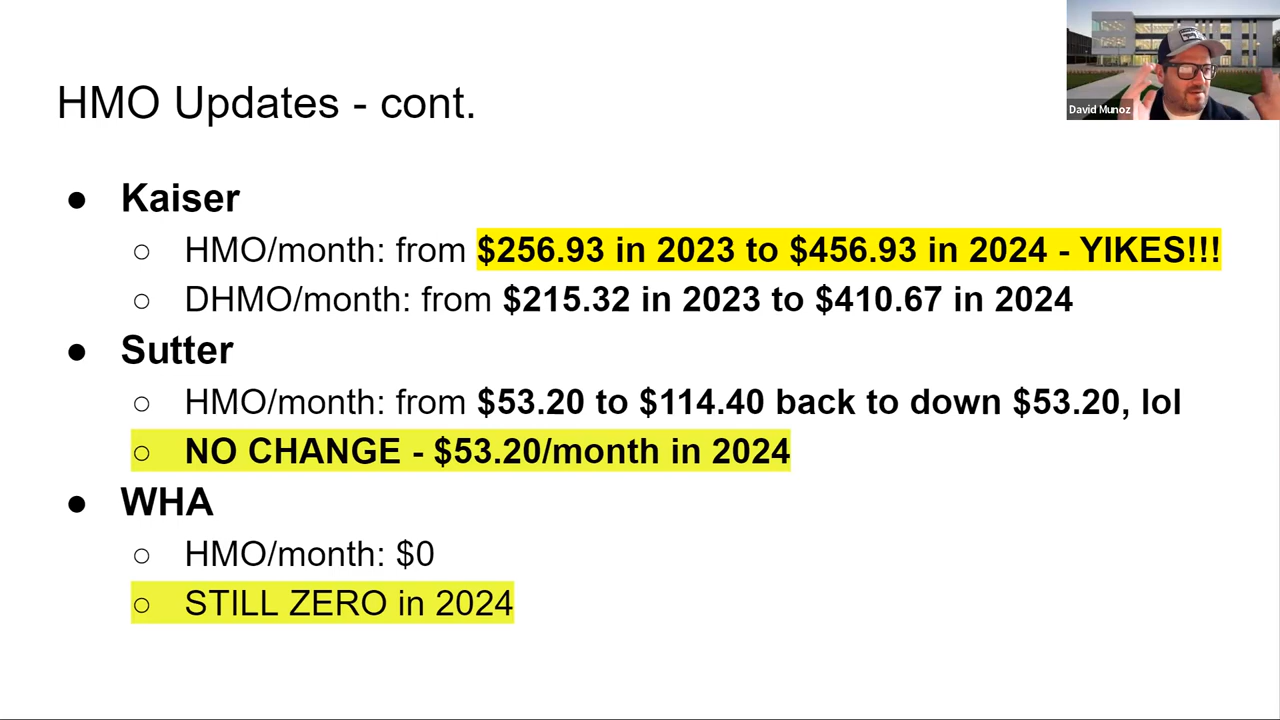 HMO Updates - cont.
David Munoz
● Kaiser
○ HMO/month: from $256.93 in 2023 to $456.93 in 2024 - YIKES!!!
○ DHMO/month: from $215.32 in 2023 to $410.67 in 2024
● Sutter
○ HMO/month: from $53.20 to $114.40 back to down $53.20, lol
○ NO CHANGE - $53.20/month in 2024
● WHA
○ HMO/month: $0
○ STILL ZERO in 2024